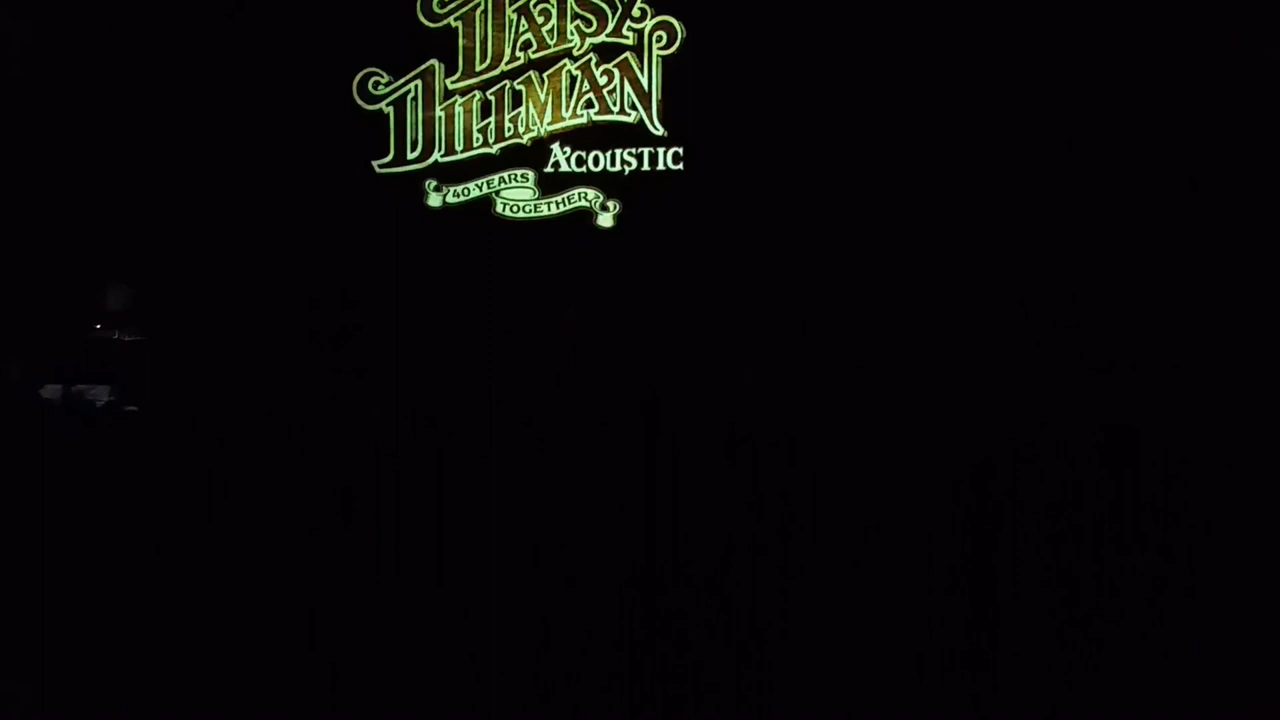 DAISY
DILLMAN
ACOUSTIC
40·YEARS
TOGETHER